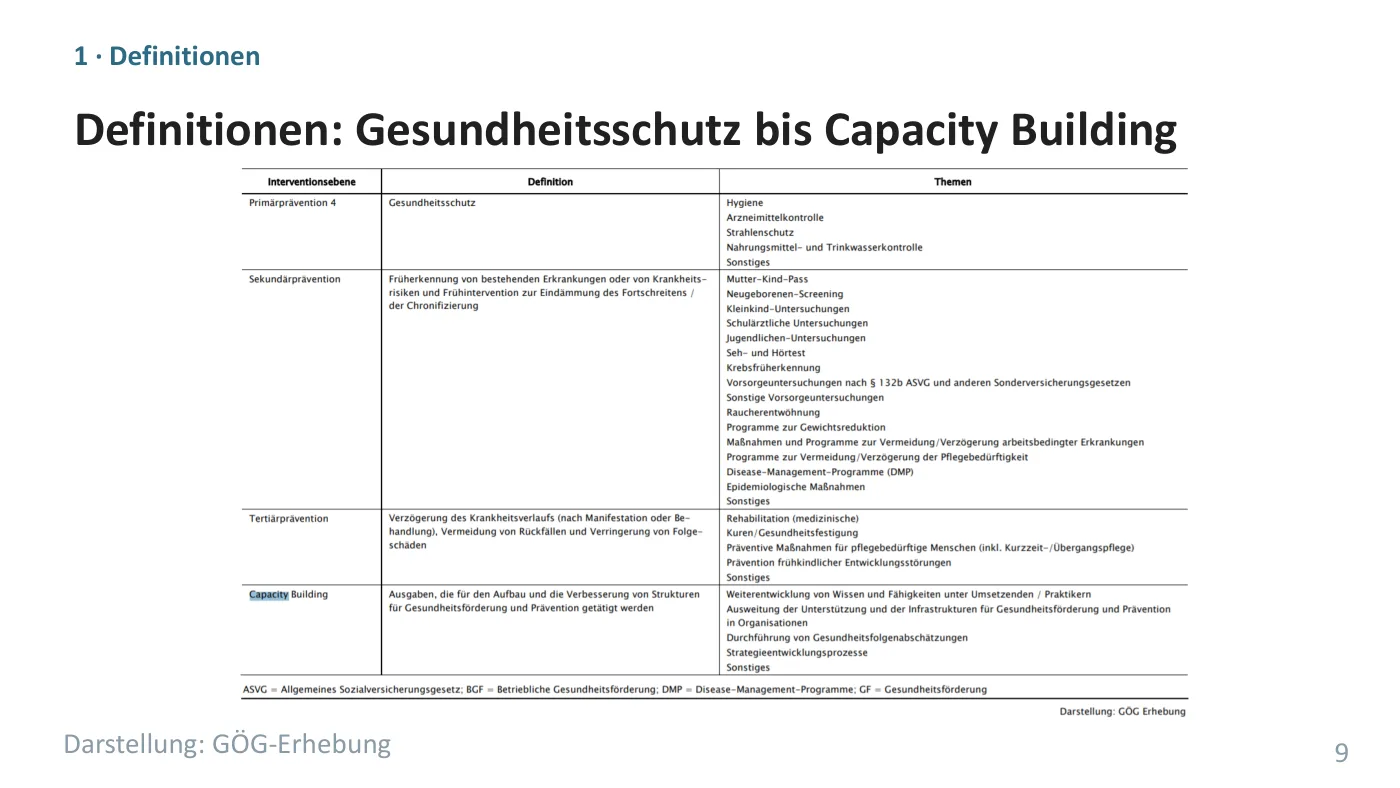 1 · Definitionen
Definitionen: Gesundheitsschutz bis Capacity Building
Interventionsebene
Definition
Themen
Primärprävention 4
Gesundheitsschutz
Hygiene
Arzneimittelkontrolle
Strahlenschutz
Nahrungsmittel- und Trinkwasserkontrolle
Sonstiges
Sekundärprävention
Früherkennung von bestehenden Erkrankungen oder von Krankheits-
risiken und Frühintervention zur Eindämmung des Fortschreitens /
der Chronifizierung
Mutter-Kind-Pass
Neugeborenen-Screening
Kleinkind-Untersuchungen
Schulärztliche Untersuchungen
Jugendlichen-Untersuchungen
Seh- und Hörtest
Krebsfrüherkennung
Vorsorgeuntersuchungen nach § 132b ASVG und anderen Sonderversicherungsgesetzen
Sonstige Vorsorgeuntersuchungen
Raucherentwöhnung
Programme zur Gewichtsreduktion
Maßnahmen und Programme zur Vermeidung/Verzögerung arbeitsbedingter Erkrankungen
Programme zur Vermeidung/Verzögerung der Pflegebedürftigkeit
Disease-Management-Programme (DMP)
Epidemiologische Maßnahmen
Sonstiges
Tertiärprävention
Verzögerung des Krankheitsverlaufs (nach Manifestation oder Be-
handlung), Vermeidung von Rückfällen und Verringerung von Folge-
schäden
Rehabilitation (medizinische)
Kuren/Gesundheitsfestigung
Präventive Maßnahmen für pflegebedürftige Menschen (inkl. Kurzzeit-/Übergangspflege)
Prävention frühkindlicher Entwicklungsstörungen
Sonstiges
Capacity Building
Ausgaben, die für den Aufbau und die Verbesserung von Strukturen
für Gesundheitsförderung und Prävention getätigt werden
Weiterentwicklung von Wissen und Fähigkeiten unter Umsetzenden / Praktikern
Ausweitung der Unterstützung und der Infrastrukturen für Gesundheitsförderung und Prävention
in Organisationen
Durchführung von Gesundheitsfolgenabschätzungen
Strategieentwicklungsprozesse
Sonstiges
ASVG = Allgemeines Sozialversicherungsgesetz; BGF = Betriebliche Gesundheitsförderung; DMP = Disease-Management-Programme; GF = Gesundheitsförderung
Darstellung: GÖG Erhebung
Darstellung: GÖG-Erhebung
9